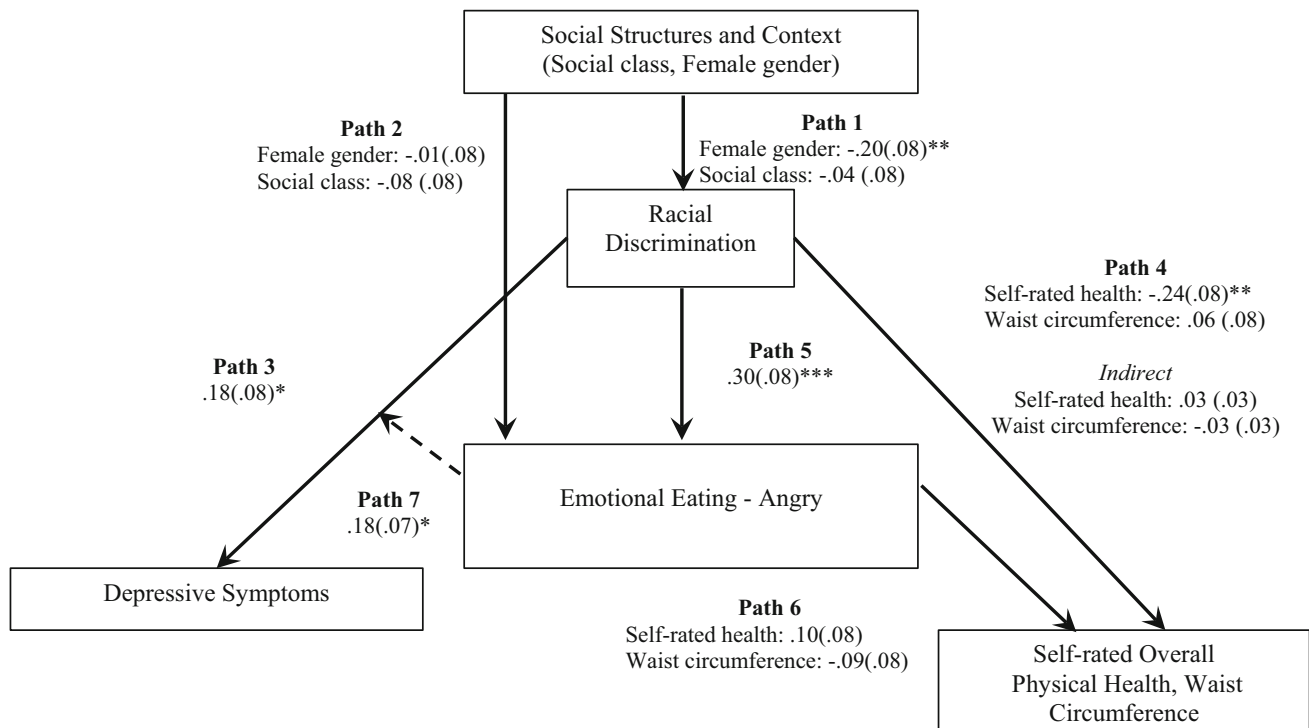 Social Structures and Context
(Social class, Female gender)
Path 2
Female gender: -.01(.08)
Social class: -.08 (.08)
Path 1
Female gender: -.20(.08)**
Social class: -.04 (.08)
Racial
Discrimination
Path 4
Self-rated health: -.24(.08)**
Waist circumference: .06 (.08)
Path 3
.18(.08)*
Path 5
.30(.08)***
Indirect
Self-rated health: .03 (.03)
Waist circumference: -.03 (.03)
Emotional Eating - Angry
Path 7
.18(.07)*
Depressive Symptoms
Path 6
Self-rated health: .10(.08)
Waist circumference: -.09(.08)
Self-rated Overall
Physical Health, Waist
Circumference